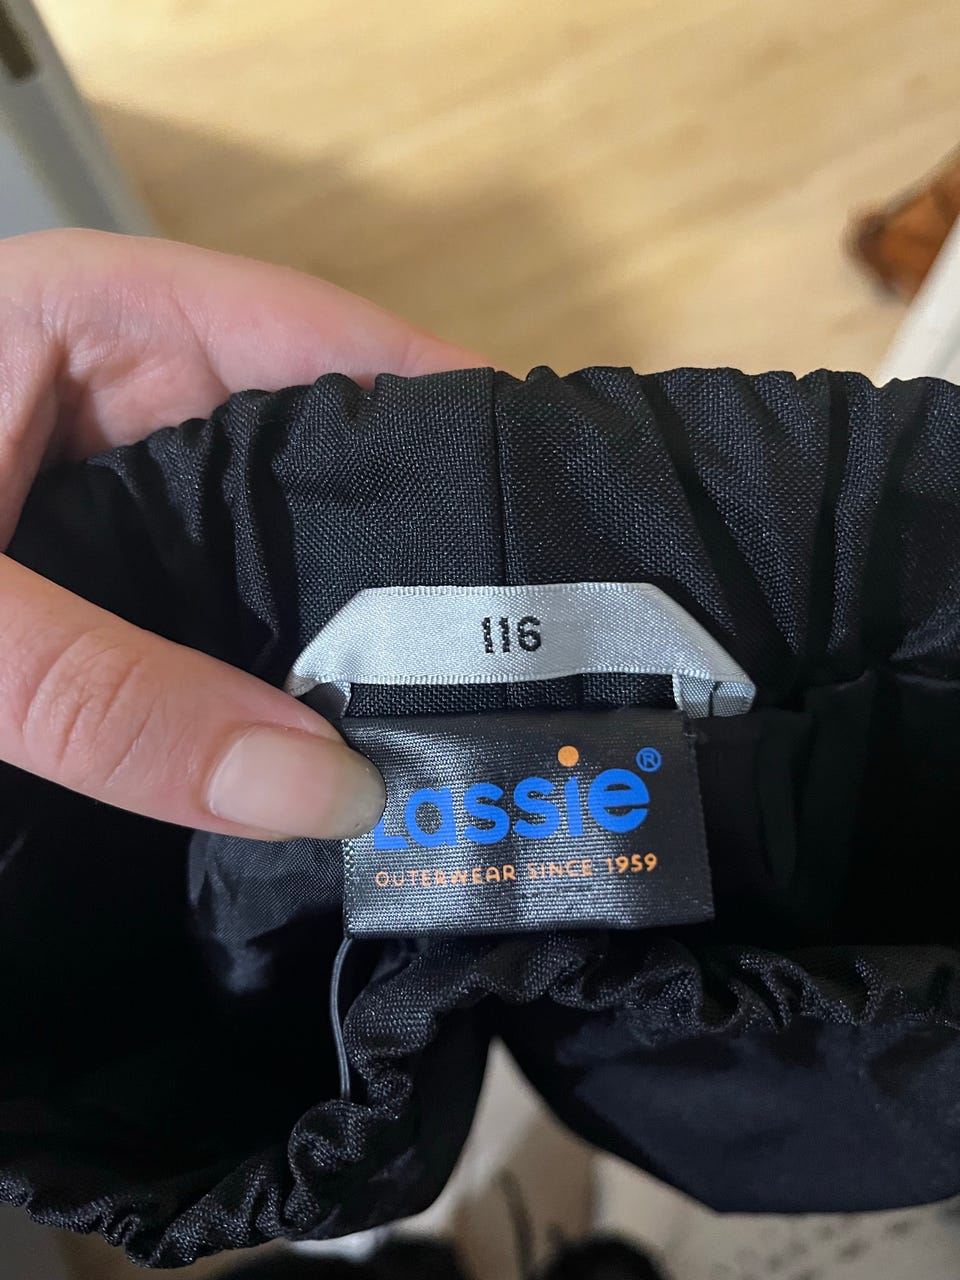 116
Lassie®
OUTERWEAR SINCE 1959